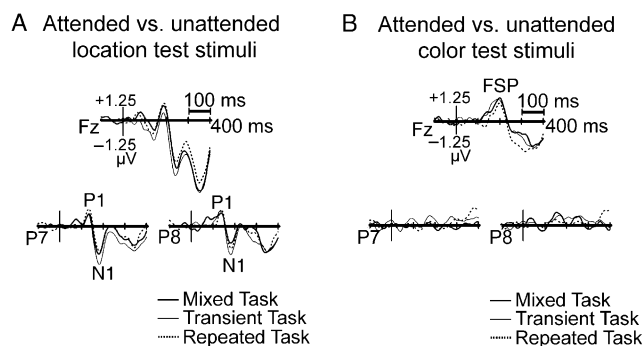 A Attended vs. unattended
location test stimuli
+1.25
100 ms
Fz
400 ms
−1.25
µV
P1
P1
P7
P8
N1
N1
Mixed Task
Transient Task
Repeated Task
B Attended vs. unattended
color test stimuli
FSP
+1.25
100 ms
Fz
400 ms
−1.25
µV
P7
P8
Mixed Task
Transient Task
Repeated Task